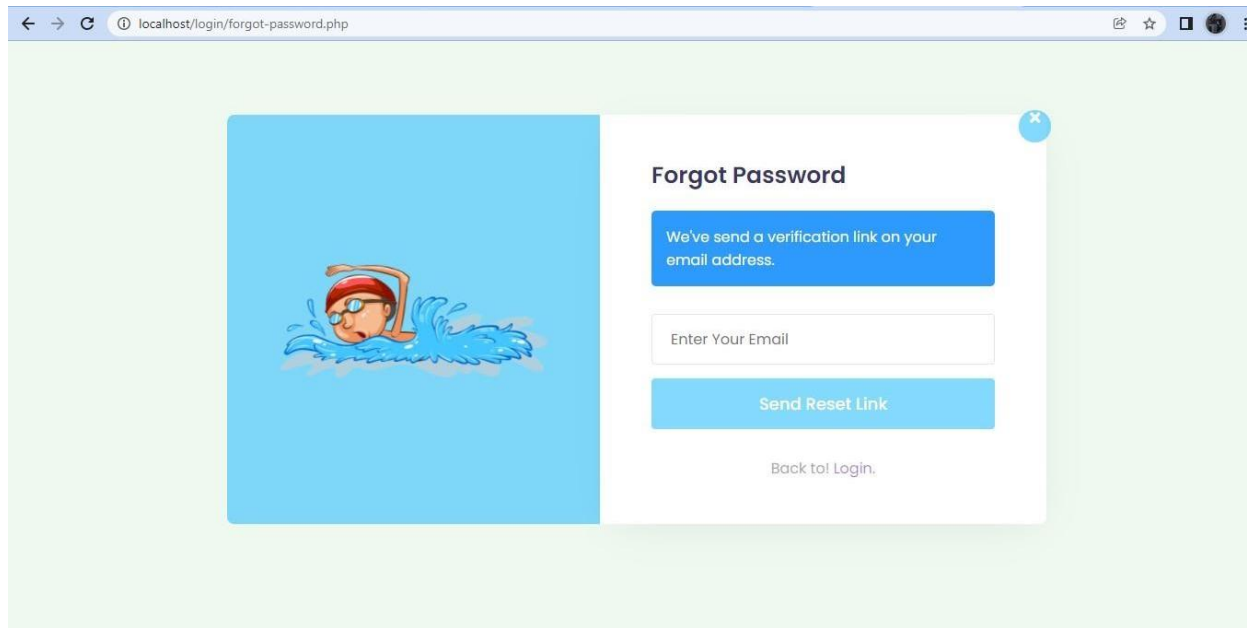 localhost/login/forgot-password.php
Forgot Password
We've send a verification link on your
email address.
Enter Your Email
Send Reset Link
Back to! Login.